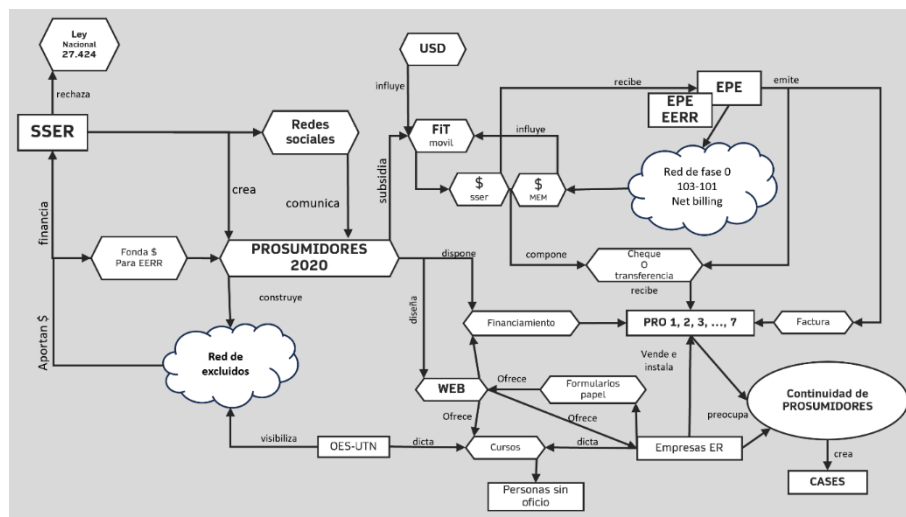 Ley
Nacional
27.424
USD
rechaza
influye
recibe
EPE
emite
EPE
EERR
SSER
Redes
sociales
FiT
movil
influye
crea
comunica
subsidia
$
sser
$
MEM
Red de fase 0
103-101
Net billing
financia
Fonda $
Para EERR
PROSUMIDORES
2020
dispone
compone
Cheque
O
transferencia
recibe
construye
diseña
Financiamiento
PRO 1, 2, 3, ..., 7
Factura
Aportan $
Red de
excluidos
Vende e
instala
WEB
Ofrece
Formularios
papel
Continuidad de
PROSUMIDORES
Ofrece
Ofrece
preocupa
visibiliza
OES-UTN
dicta
Cursos
dicta
Empresas ER
crea
CASES
Personas sin
oficio